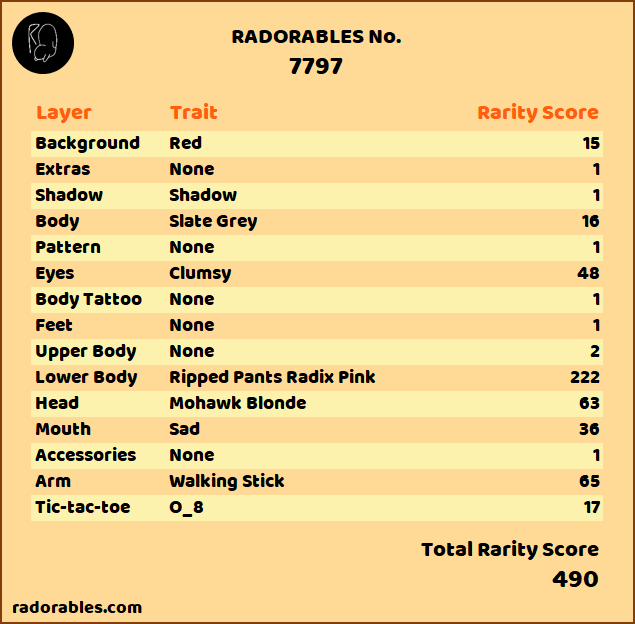 RADORABLES No.
7797
Layer Trait Rarity Score
Background Red 15
Extras None 1
Shadow Shadow 1
Body Slate Grey 16
Pattern None 1
Eyes Clumsy 48
Body Tattoo None 1
Feet None 1
Upper Body None 2
Lower Body Ripped Pants Radix Pink 222
Head Mohawk Blonde 63
Mouth Sad 36
Accessories None 1
Arm Walking Stick 65
Tic-tac-toe O_8 17
Total Rarity Score
490
radorables.com